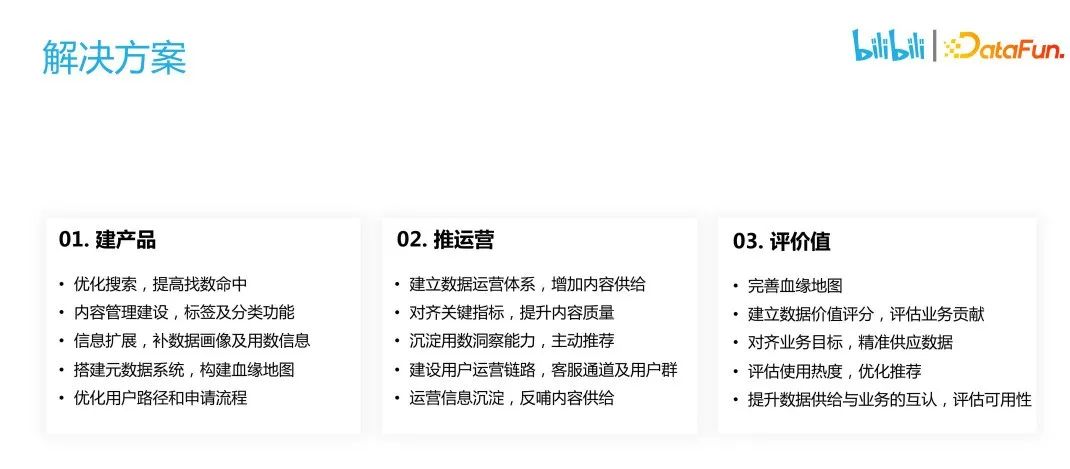 解决方案
bilibili | DataFun.
01. 建产品
• 优化搜索，提高找数命中
• 内容管理建设，标签及分类功能
• 信息扩展，补数据画像及用数信息
• 搭建元数据系统，构建血缘地图
• 优化用户路径和申请流程
02. 推运营
• 建立数据运营体系，增加内容供给
• 对齐关键指标，提升内容质量
• 沉淀用数洞察能力，主动推荐
• 建设用户运营链路，客服通道及用户群
• 运营信息沉淀，反哺内容供给
03. 评价值
• 完善血缘地图
• 建立数据价值评分，评估业务贡献
• 对齐业务目标，精准供应数据
• 评估使用热度，优化推荐
• 提升数据供给与业务的互认，评估可用性